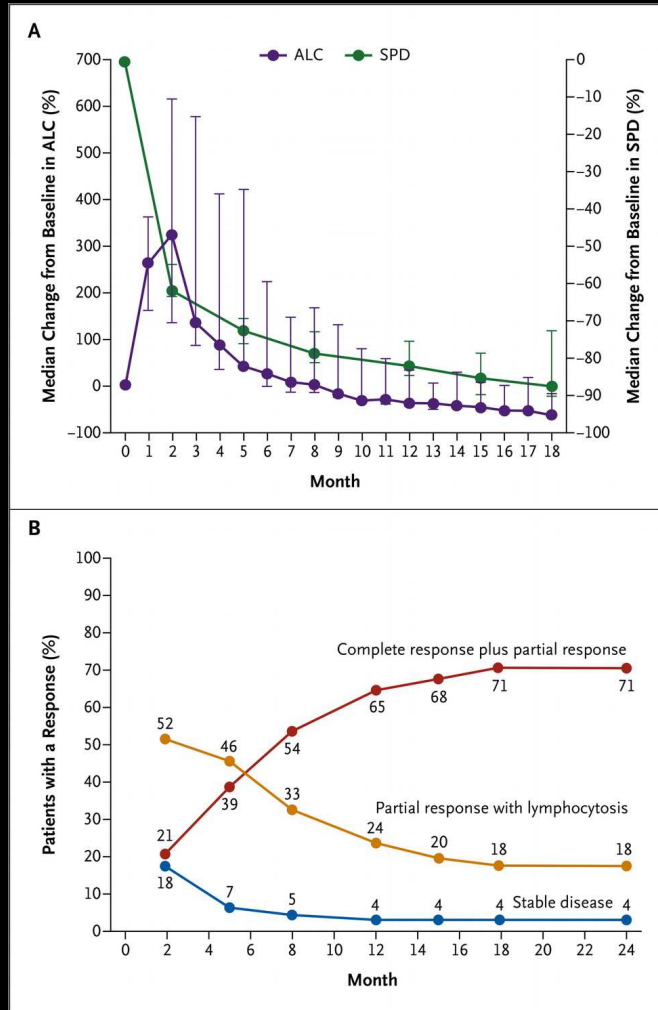 A
ALC SPD
Median Change from Baseline in ALC (%)
700
600
500
400
300
200
100
0
−100
0
−10
−20
−30
−40
−50
−60
−70
−80
−90
−100
Median Change from Baseline in SPD (%)
0 1 2 3 4 5 6 7 8 9 10 11 12 13 14 15 16 17 18
Month
B
Patients with a Response (%)
100
90
80
70
60
50
40
30
20
10
0
Complete response plus partial response
21 39 54 65 68 71 71
Partial response with lymphocytosis
52 46 33 24 20 18 18
Stable disease
18 7 5 4 4 4 4
0 2 4 6 8 10 12 14 16 18 20 22 24
Month